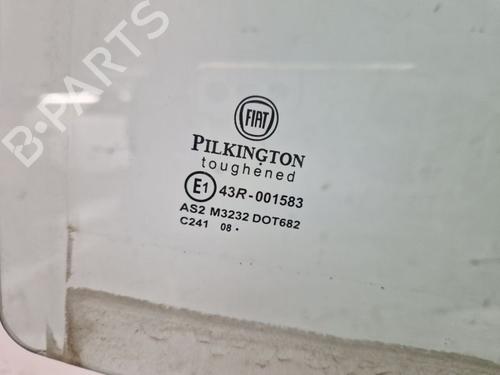 B-PARTS
FIAT
PILKINGTON
toughened
E1 43R-001583
AS2 M3232 DOT682
C241 08 •